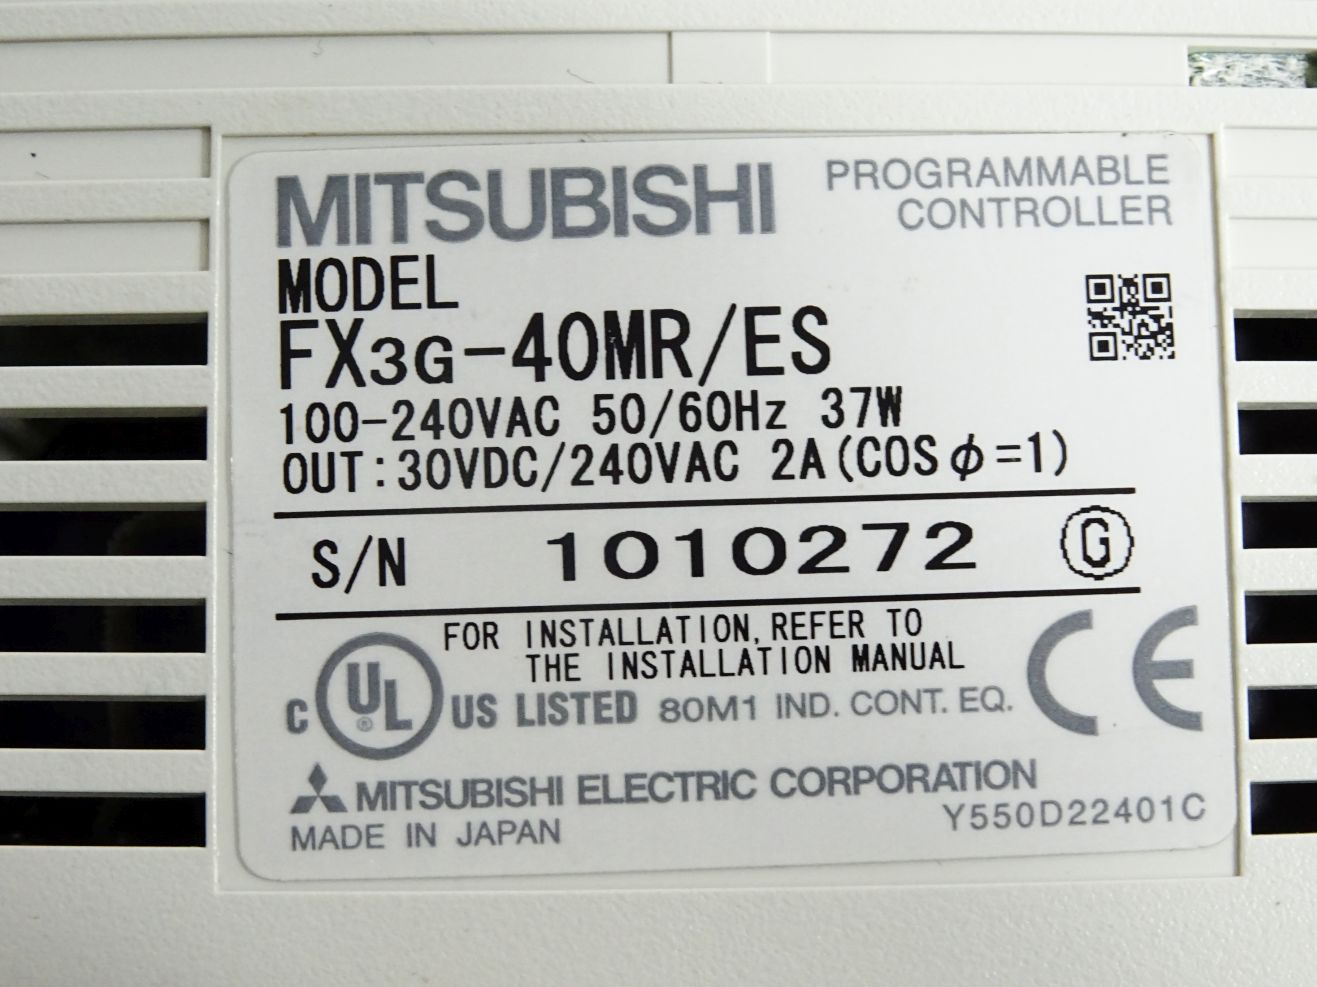 MITSUBISHI
PROGRAMMABLE
CONTROLLER
MODEL
FX3G-40MR/ES
100-240VAC 50/60Hz 37W
OUT:30VDC/240VAC 2A(COSφ=1)
S/N 1010272 G
FOR INSTALLATION, REFER TO
THE INSTALLATION MANUAL
C UL ® US LISTED 80M1 IND. CONT. EQ. CE
MITSUBISHI ELECTRIC CORPORATION
MADE IN JAPAN
Y550D22401C